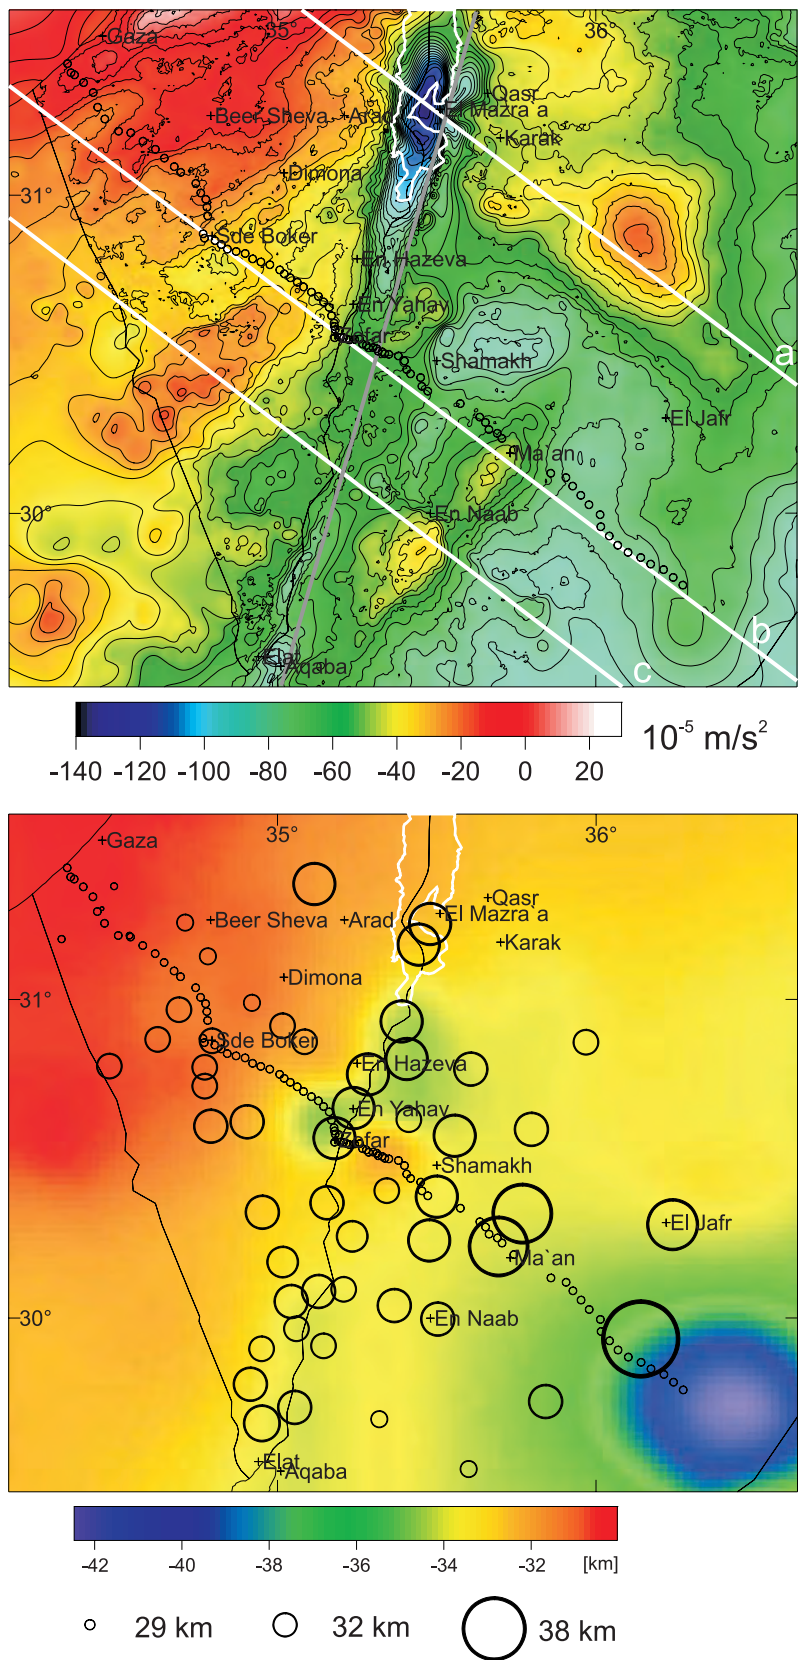 Gaza
35°
36°
Qasr
Beer Sheva
Arad
El Mazra`a
Karak
Dimona
31°
Sde Boker
En Hazeva
En Yahav
Zofar
Shamakh
a
El Jafr
Ma`an
30°
En Naab
b
c
Elat
Aqaba
10⁻⁵ m/s²
-140 -120 -100 -80 -60 -40 -20 0 20
Gaza
35°
36°
Qasr
Beer Sheva
Arad
El Mazra`a
Karak
Dimona
31°
Sde Boker
En Hazeva
En Yahav
Zofar
Shamakh
El Jafr
Ma`an
30°
En Naab
Elat
Aqaba
-42 -40 -38 -36 -34 -32 [km]
29 km 32 km 38 km